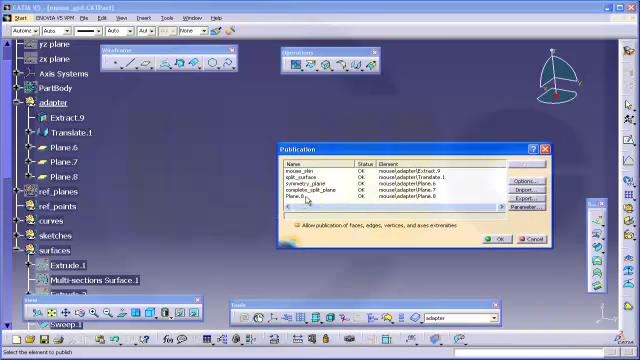 CATIA V5 - [mouse_gsd.CATPart]
Start ENOVIA V5 VPM File Edit View Insert Tools Window Help
Auto Auto None
Wireframe
Operations
yz plane
zx plane
Axis Systems
PartBody
adapter
Extract.9
Translate.1
Plane.6
Plane.7
Plane.8
ref_planes
ref_points
curves
sketches
surfaces
Extrude.1
Multi-sections Surface.1
Sweep.1
Publication
Name Status Element
mouse_skin OK mouse\adapter\Extract.9
split_surface OK mouse\adapter\Translate.1
symmetry_plane OK mouse\adapter\Plane.6
complete_split_plane OK mouse\adapter\Plane.7
Plane.8 OK mouse\adapter\Plane.8
Options...
Import...
Export...
Parameter...
Allow publication of faces, edges, vertices, and axes extremities
OK Cancel
View
Tools
adapter
Select the element to publish
CATIA